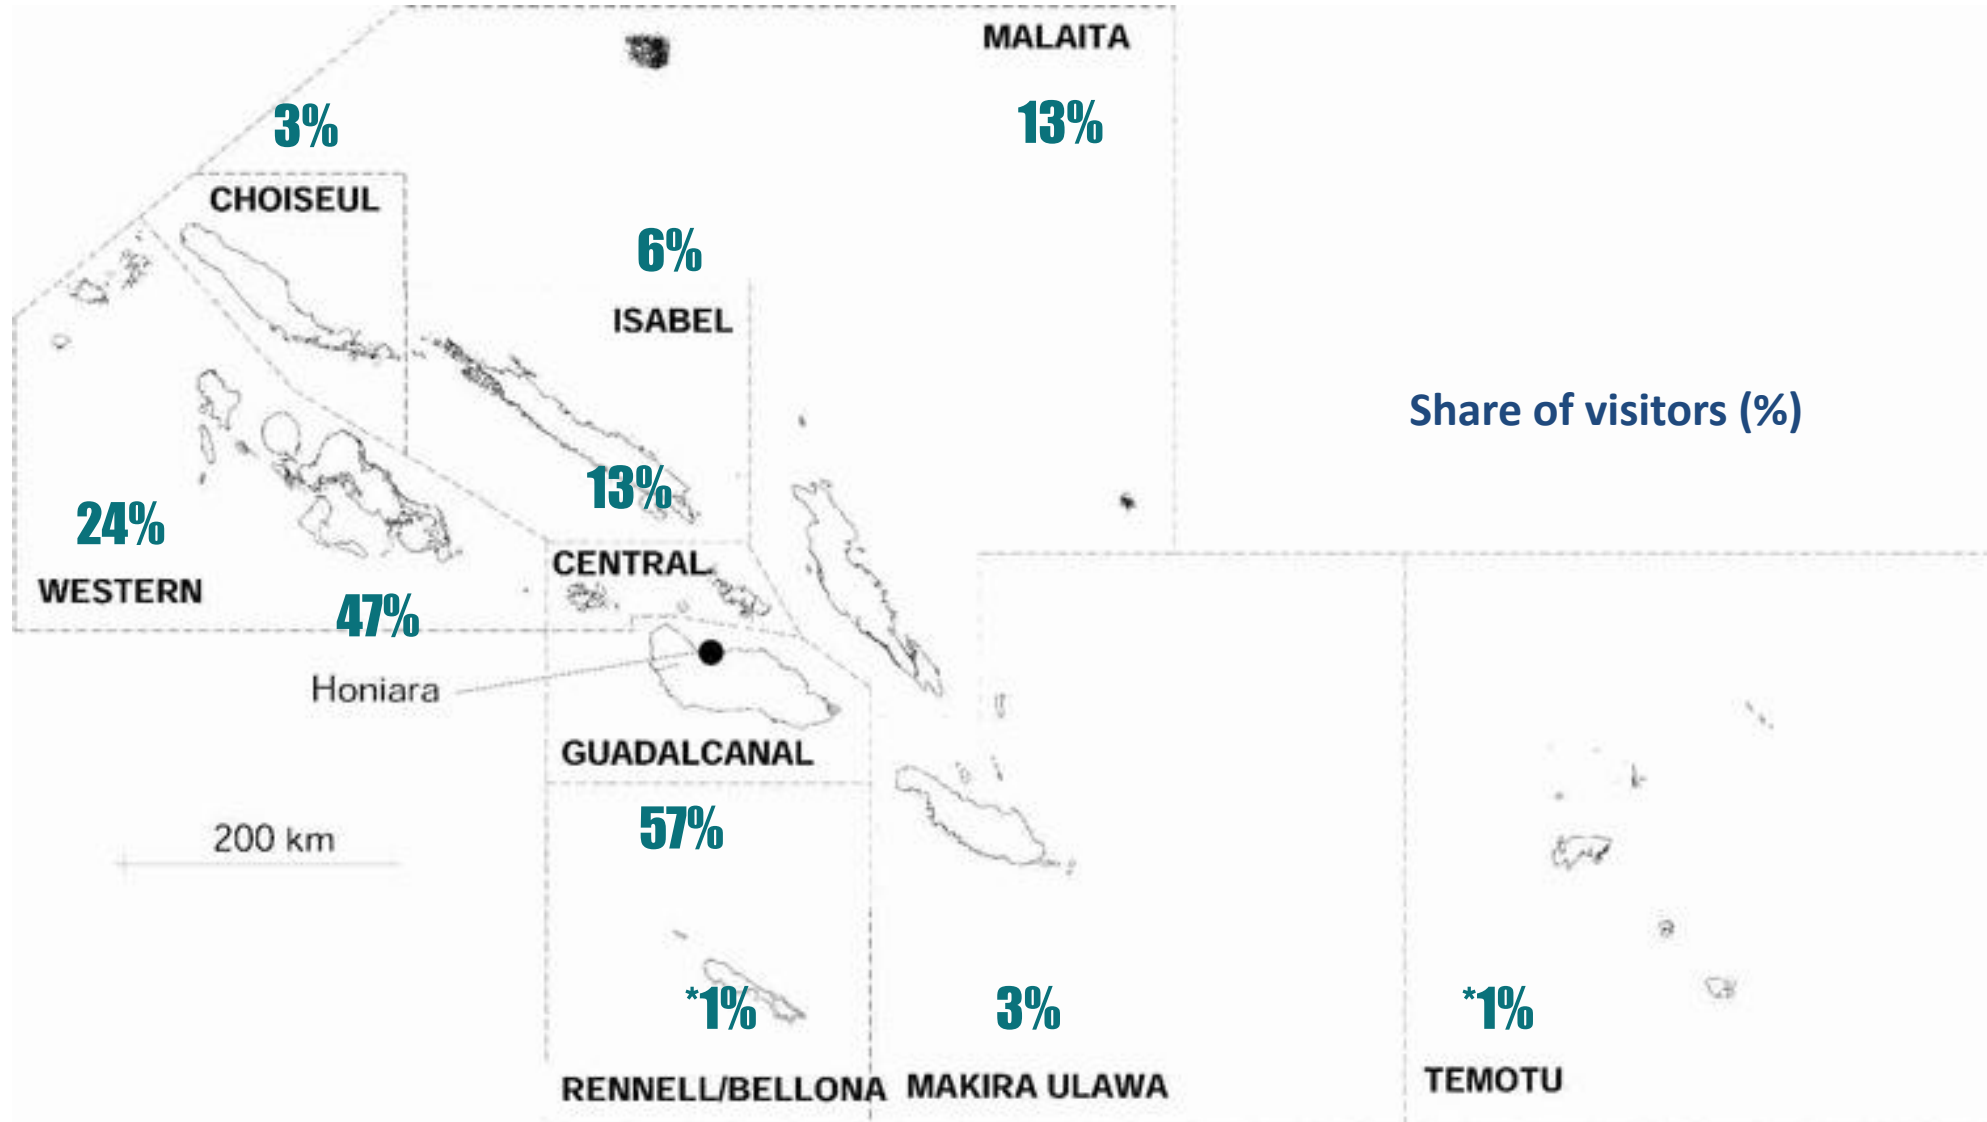 MALAITA
13%
3%
CHOISEUL
6%
ISABEL
Share of visitors (%)
13%
24%
CENTRAL
WESTERN
47%
Honiara
GUADALCANAL
57%
200 km
*1%
3%
*1%
RENNELL/BELLONA
MAKIRA ULAWA
TEMOTU